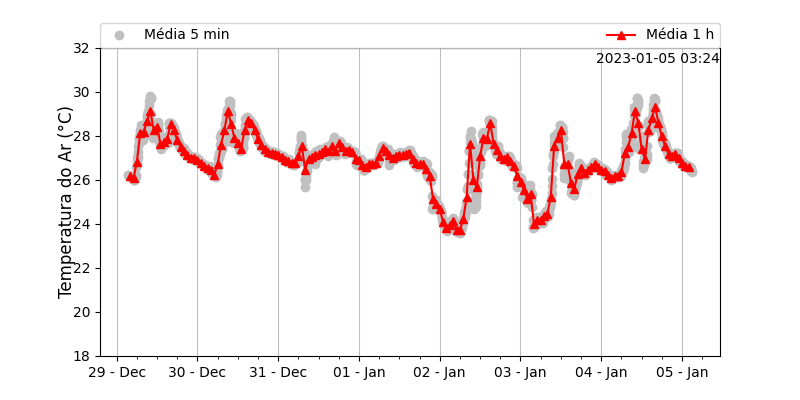 Média 5 min
Média 1 h
2023-01-05 03:24
Temperatura do Ar (°C)
32
30
28
26
24
22
20
18
29 - Dec
30 - Dec
31 - Dec
01 - Jan
02 - Jan
03 - Jan
04 - Jan
05 - Jan